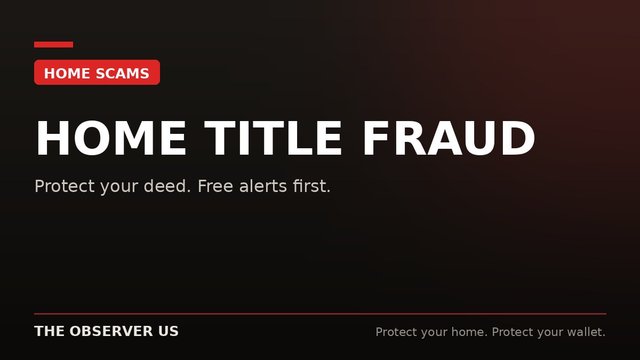 HOME SCAMS
HOME TITLE FRAUD
Protect your deed. Free alerts first.
THE OBSERVER US
Protect your home. Protect your wallet.